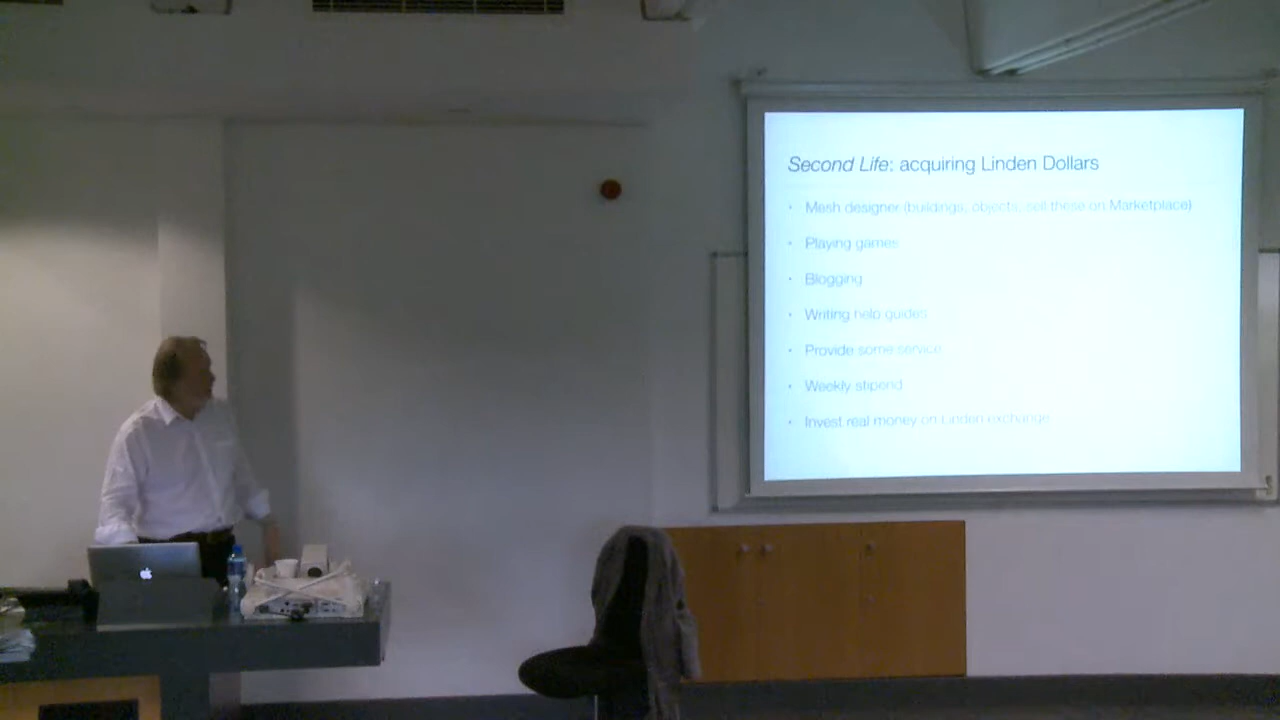 Second Life: acquiring Linden Dollars
· Mesh designer (buildings, objects, sell these on Marketplace)
· Playing games
· Blogging
· Writing help guides
· Provide some service
· Weekly stipend
· Invest real money on Linden exchange